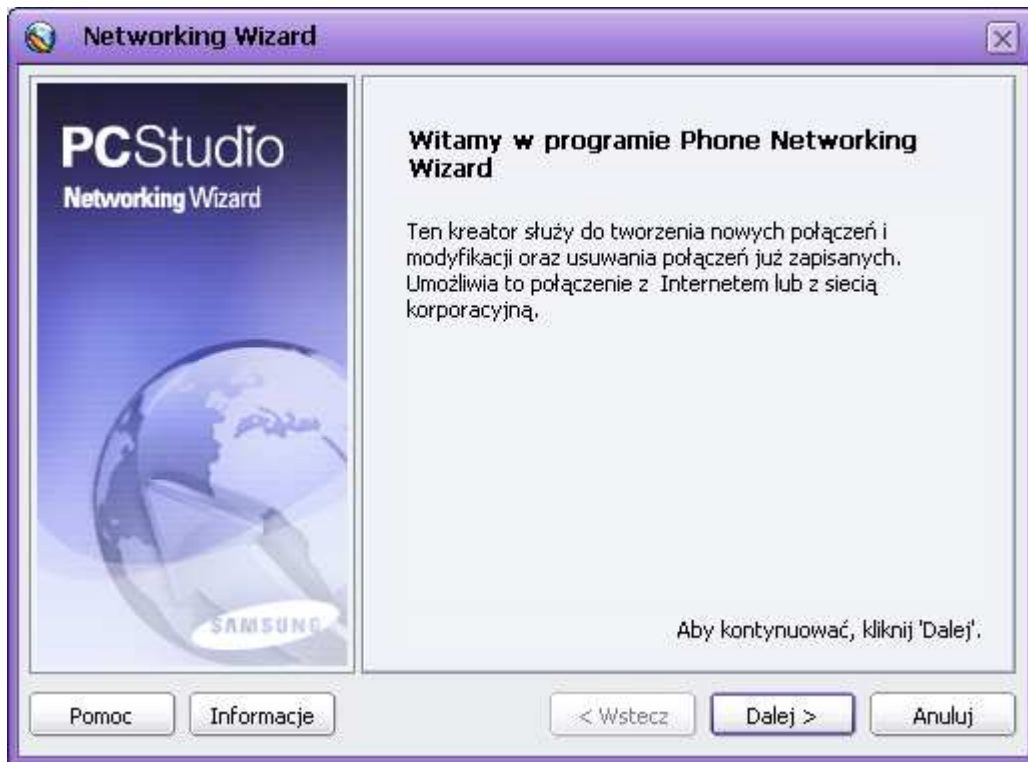 Networking Wizard
PCStudio
Networking Wizard
Witamy w programie Phone Networking
Wizard
Ten kreator służy do tworzenia nowych połączeń i
modyfikacji oraz usuwania połączeń już zapisanych.
Umożliwia to połączenie z  Internetem lub z siecią
korporacyjną.
SAMSUNG
Aby kontynuować, kliknij 'Dalej'.
Pomoc
Informacje
< Wstecz
Dalej >
Anuluj